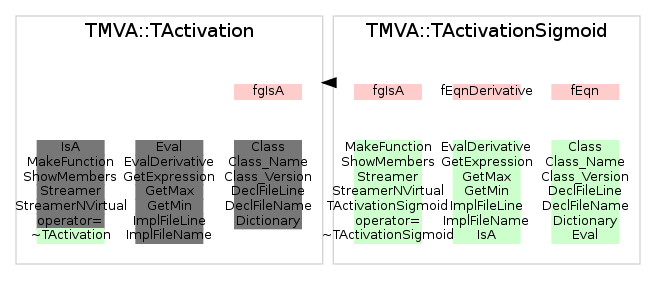 TMVA::TActivation
fgIsA
IsA
MakeFunction
ShowMembers
Streamer
StreamerNVirtual
operator=
~TActivation
Eval
EvalDerivative
GetExpression
GetMax
GetMin
ImplFileLine
ImplFileName
Class
Class_Name
Class_Version
DeclFileLine
DeclFileName
Dictionary
TMVA::TActivationSigmoid
fgIsA
fEqnDerivative
fEqn
MakeFunction
ShowMembers
Streamer
StreamerNVirtual
TActivationSigmoid
operator=
~TActivationSigmoid
EvalDerivative
GetExpression
GetMax
GetMin
ImplFileLine
ImplFileName
IsA
Class
Class_Name
Class_Version
DeclFileLine
DeclFileName
Dictionary
Eval